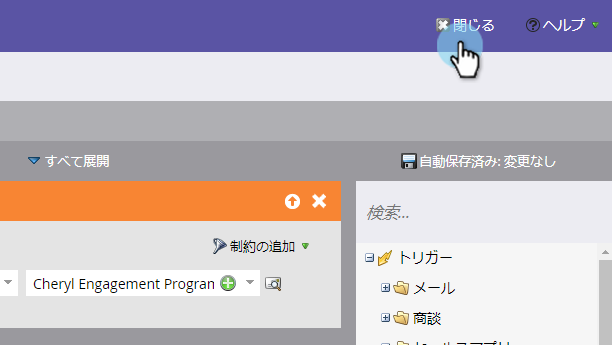 閉じる ヘルプ
すべて展開 自動保存済み: 変更なし
検索...
制約の追加 トリガー
Cheryl Engagement Progran メール
商談